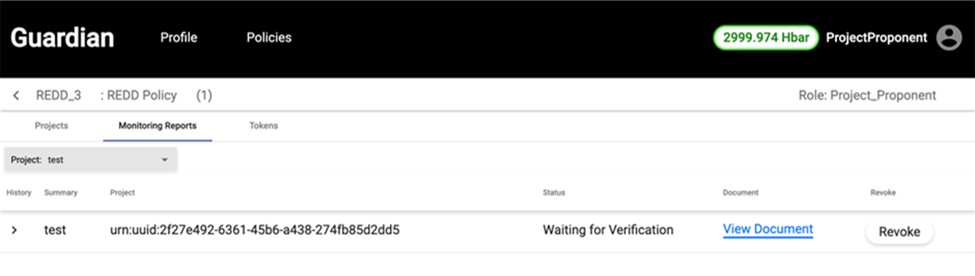 Guardian Profile Policies 2999.974 Hbar ProjectProponent
REDD_3 : REDD Policy (1) Role: Project_Proponent
Projects Monitoring Reports Tokens
Project: test
History Summary Project Status Document Revoke
test urn:uuid:2f27e492-6361-45b6-a438-274fb85d2dd5 Waiting for Verification View Document Revoke